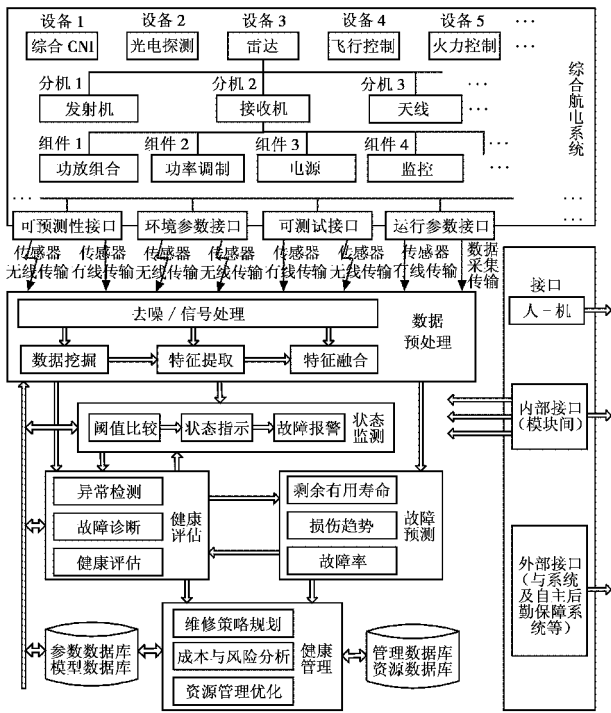 设备 1 设备 2 设备 3 设备 4 设备 5
综合 CNI 光电探测 雷达 飞行控制 火力控制 ···
分机 1 分机 2 分机 3 ···
发射机 接收机 天线 ···
综合航电系统
组件 1 组件 2 组件 3 组件 4
功放组合 功率调制 电源 监控 ···
··· ···
可预测性接口 环境参数接口 可测试接口 运行参数接口
传感器 传感器 传感器 传感器 传感器 传感器 传感器
无线传输 有线传输 无线传输 无线传输 有线传输 无线传输 有线传输
数据采集传输
去噪/信号处理
数据
预处理
数据挖掘 特征提取 特征融合
阈值比较 状态指示 故障报警
状态
监测
异常检测
故障诊断
健康评估
健康
评估
剩余有用寿命
损伤趋势
故障率
故障
预测
维修策略规划
成本与风险分析
资源管理优化
健康
管理
参数数据库
模型数据库
管理数据库
资源数据库
接口
人-机
内部接口
(模块间)
外部接口
(与系统
及自主后
勤保障系
统等)